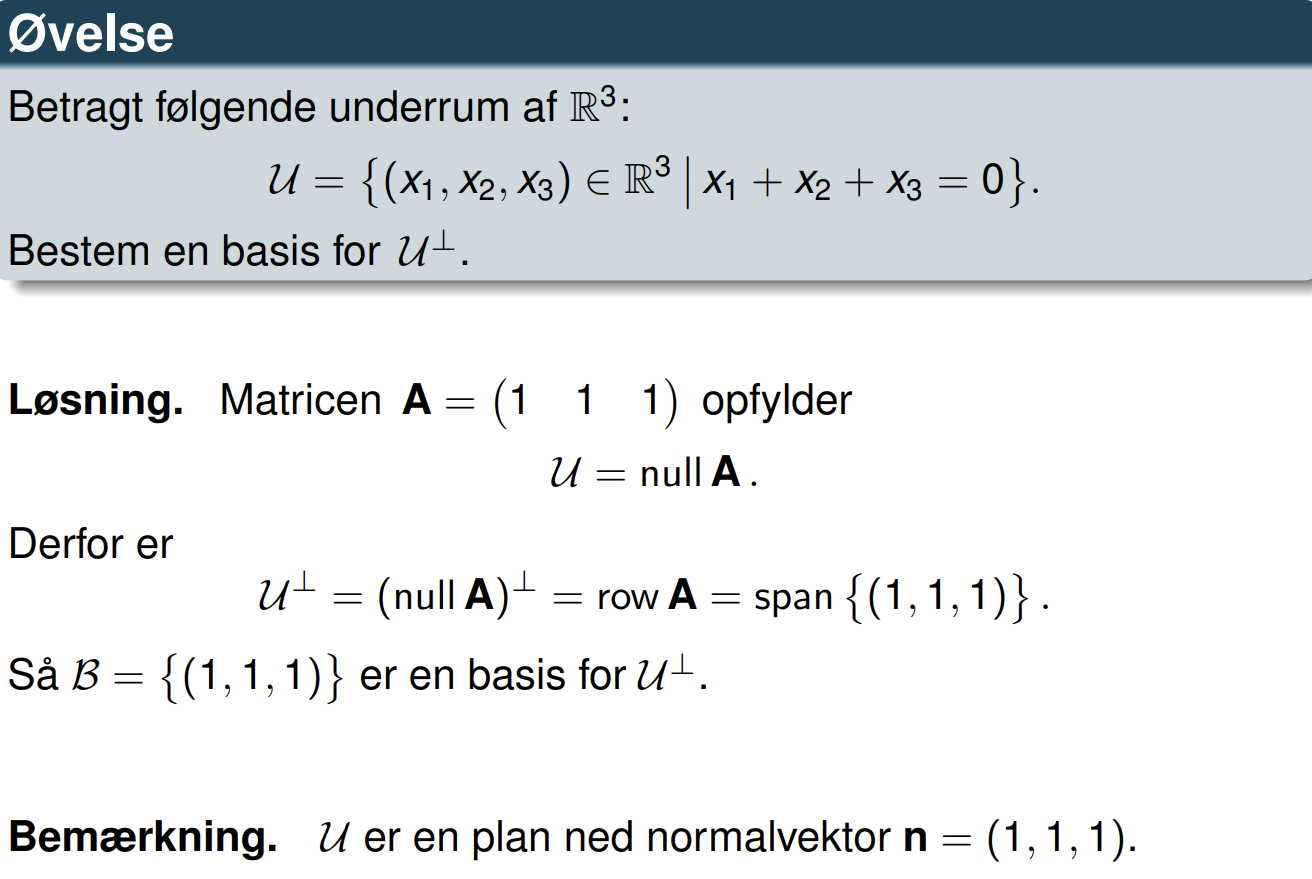 Øvelse
Betragt følgende underrum af ℝ³:
𝒰 = {(x₁, x₂, x₃) ∈ ℝ³ | x₁ + x₂ + x₃ = 0}.
Bestem en basis for 𝒰⊥.
Løsning. Matricen A = (1 1 1) opfylder
𝒰 = null A .
Derfor er
𝒰⊥ = (null A)⊥ = row A = span {(1, 1, 1)} .
Så ℬ = {(1, 1, 1)} er en basis for 𝒰⊥.
Bemærkning. 𝒰 er en plan ned normalvektor n = (1, 1, 1).